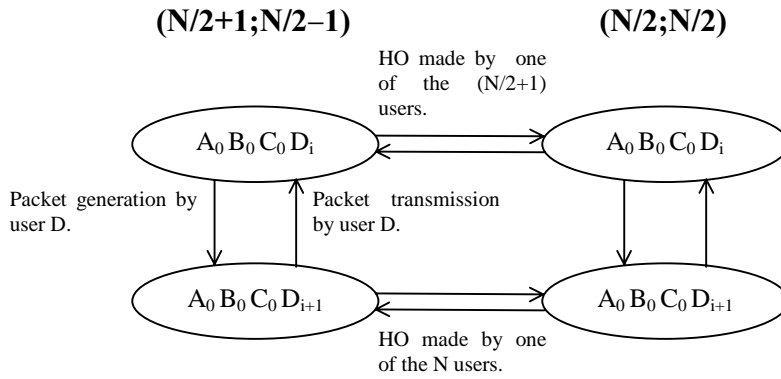 (N/2+1;N/2–1)
(N/2;N/2)
HO made by one
of the (N/2+1)
users.
A0 B0 C0 Di
A0 B0 C0 Di
Packet generation by
user D.
Packet transmission
by user D.
A0 B0 C0 Di+1
A0 B0 C0 Di+1
HO made by one
of the N users.